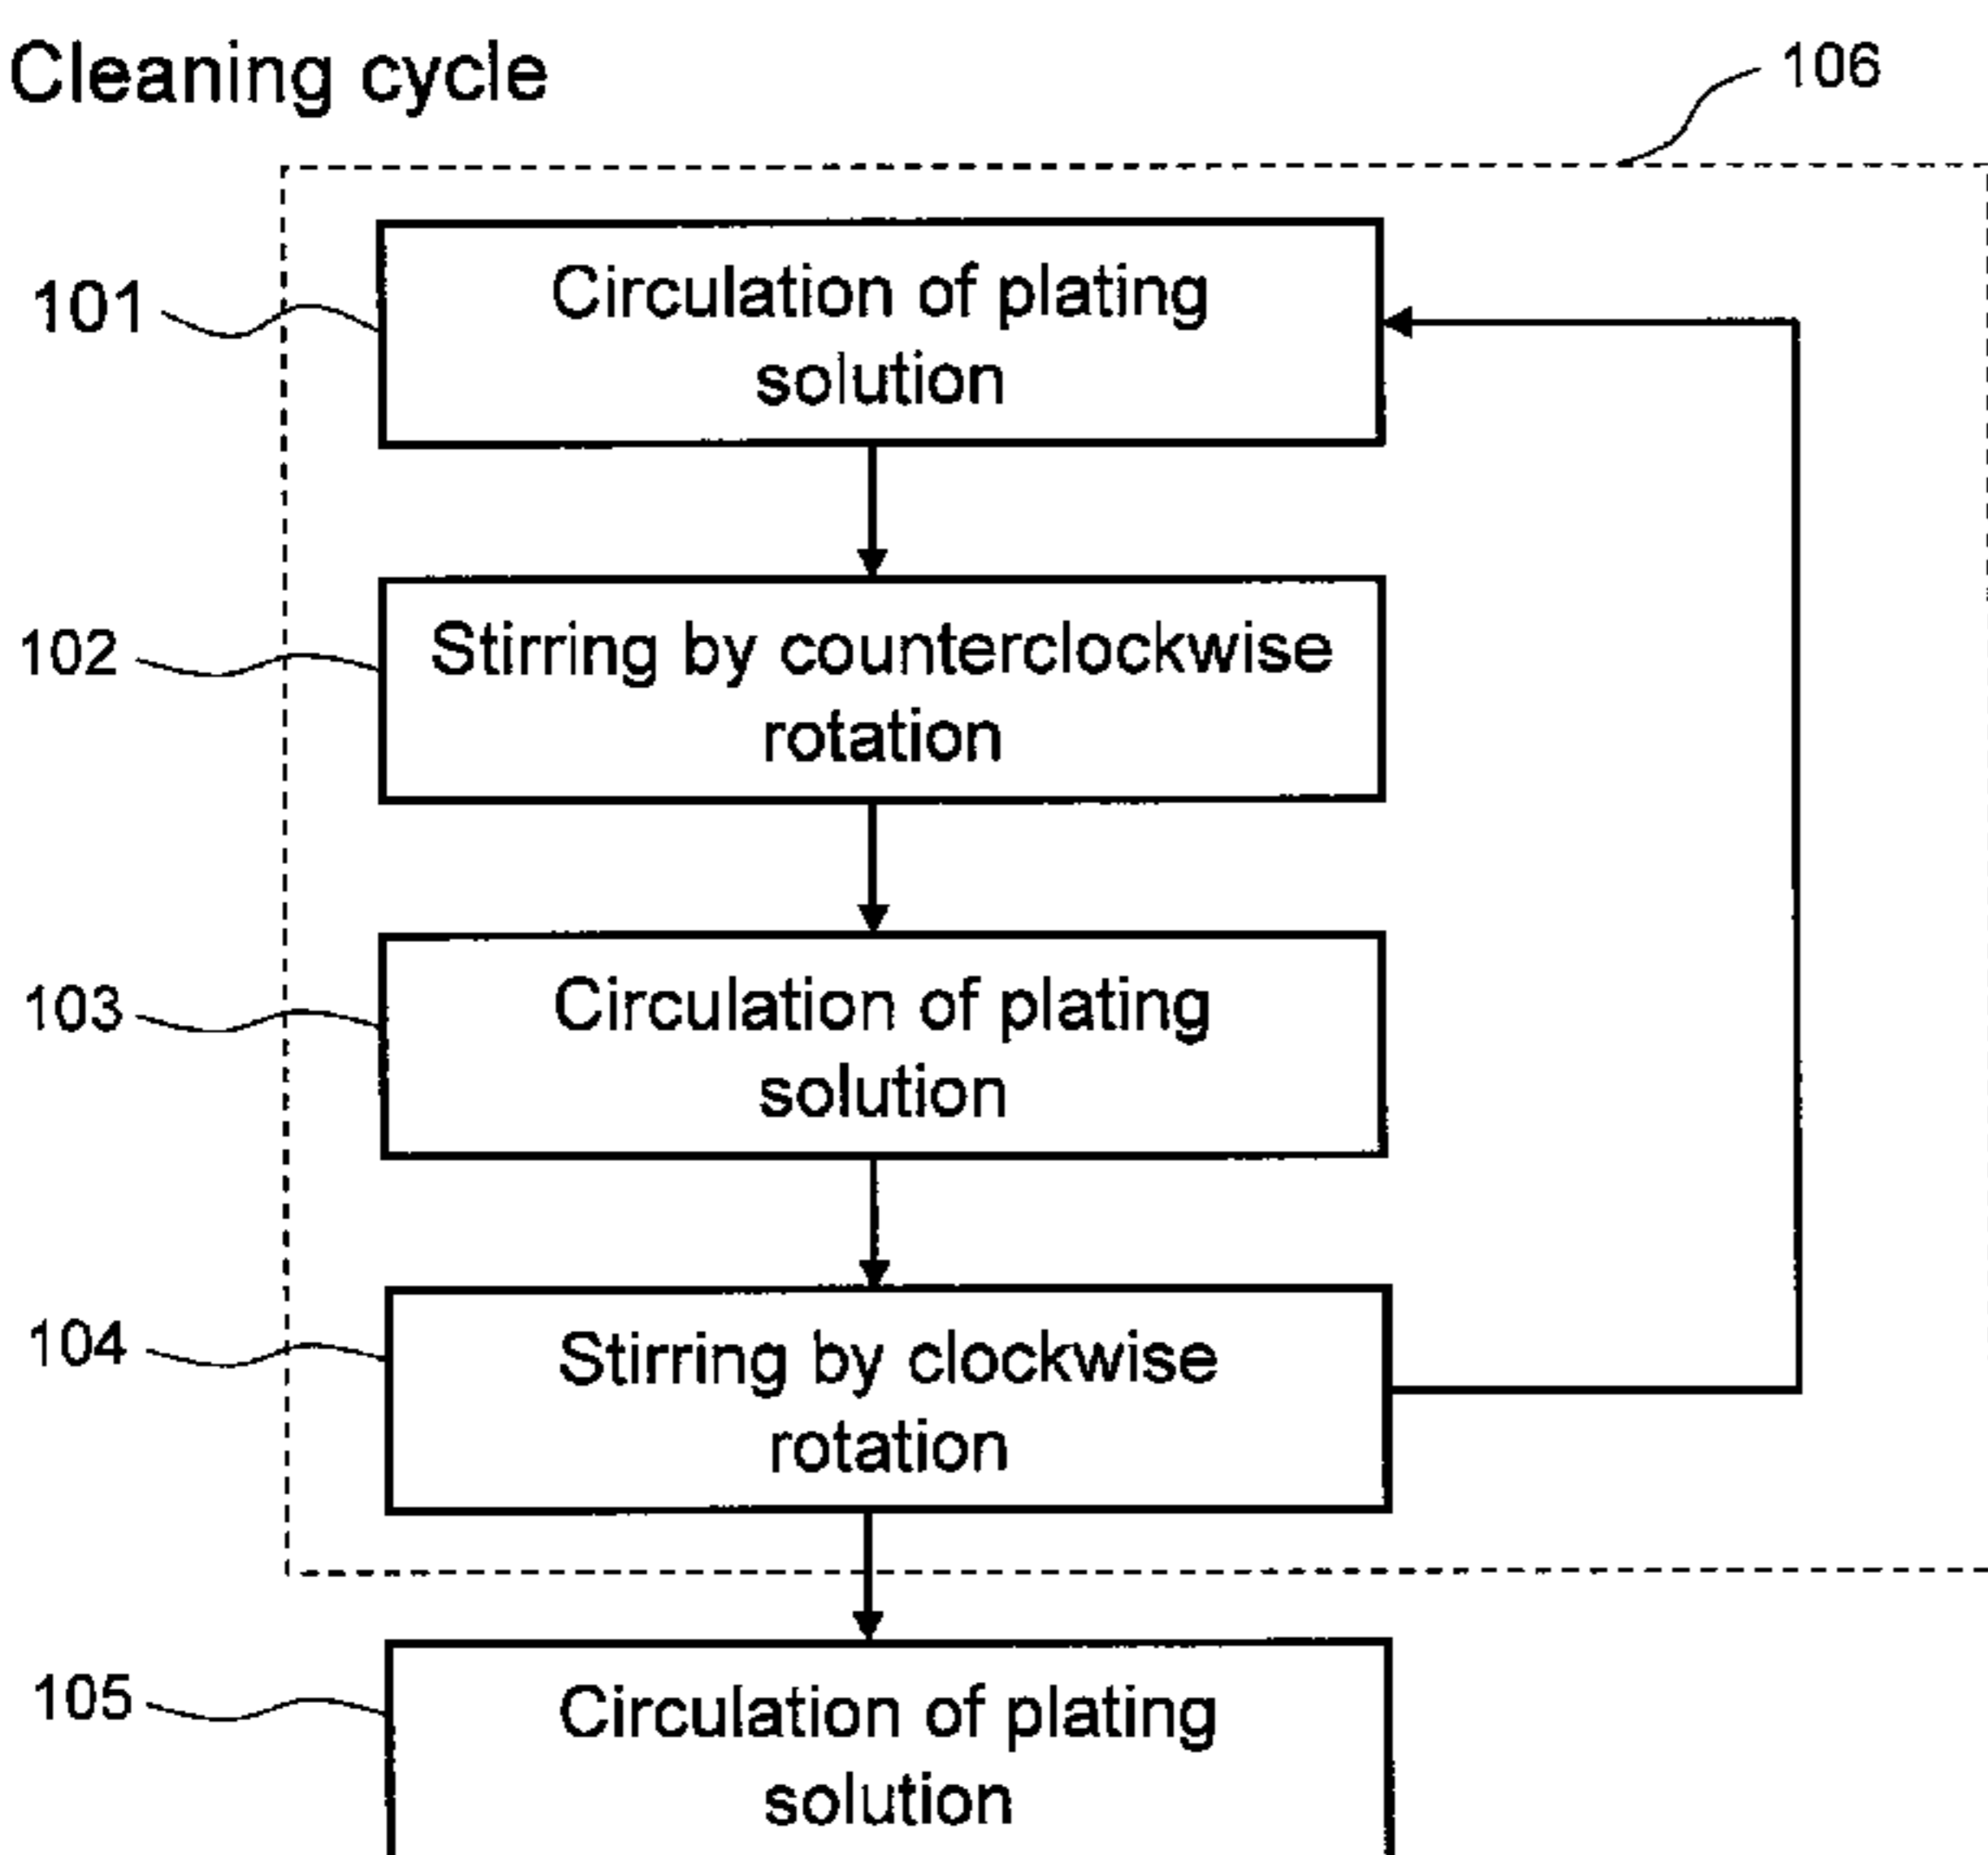 Cleaning cycle
106
101
Circulation of plating
solution
102
Stirring by counterclockwise
rotation
103
Circulation of plating
solution
104
Stirring by clockwise
rotation
105
Circulation of plating
solution